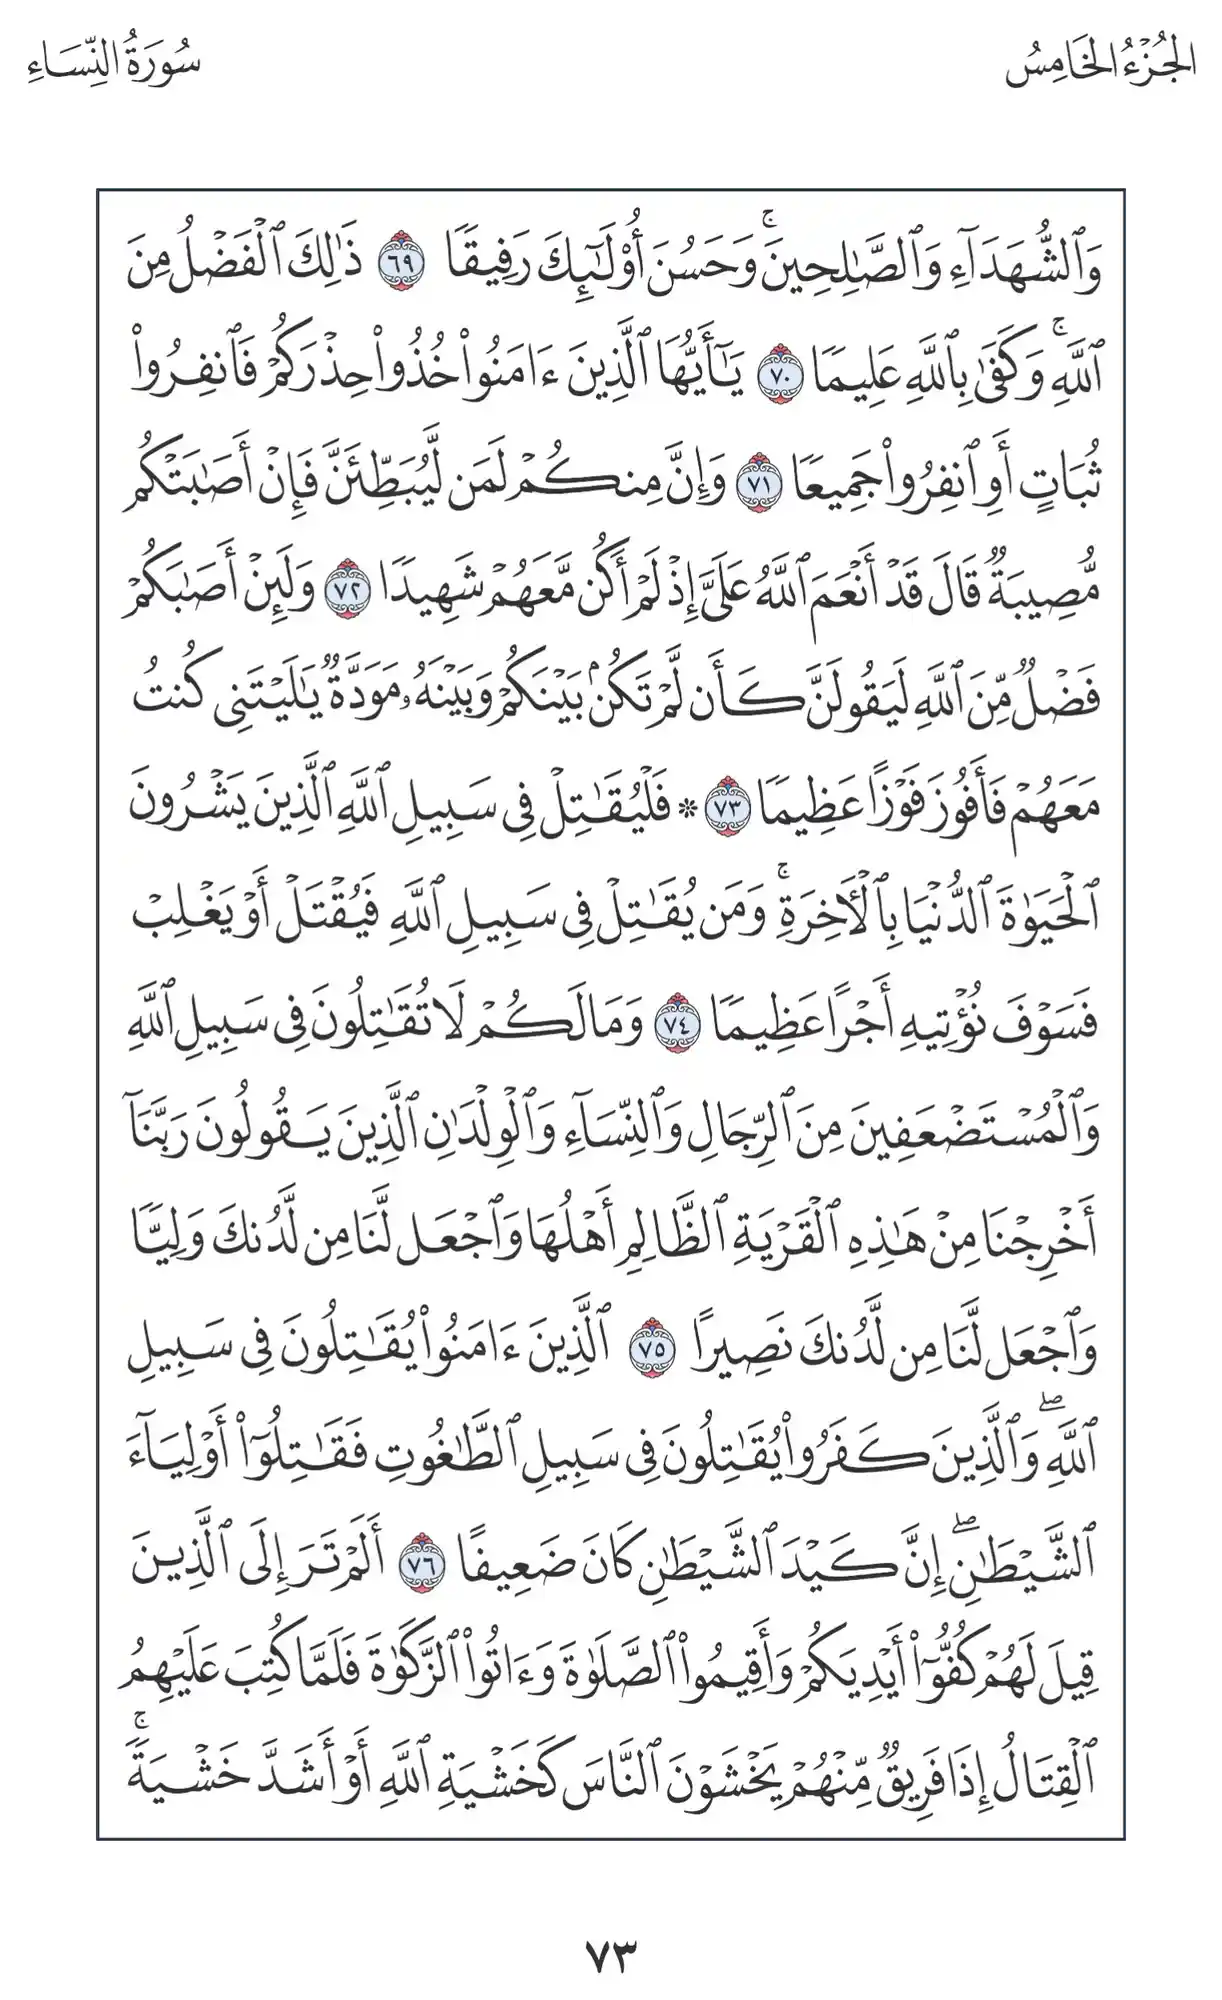 الجُزْءُ الخَامِسُ
سُورَةُ النِّسَاءِ
وَٱلشُّهَدَآءِ وَٱلصَّـٰلِحِينَۚ وَحَسُنَ أُو۟لَـٰٓئِكَ رَفِيقًا ٦٩ ذَٰلِكَ ٱلْفَضْلُ مِنَ
ٱللَّهِۚ وَكَفَىٰ بِٱللَّهِ عَلِيمًا ٧٠ يَـٰٓأَيُّهَا ٱلَّذِينَ ءَامَنُوا۟ خُذُوا۟ حِذْرَكُمْ فَٱنفِرُوا۟
ثُبَاتٍ أَوِ ٱنفِرُوا۟ جَمِيعًا ٧١ وَإِنَّ مِنكُمْ لَمَن لَّيُبَطِّئَنَّ فَإِنْ أَصَـٰبَتْكُم
مُّصِيبَةٌ قَالَ قَدْ أَنْعَمَ ٱللَّهُ عَلَىَّ إِذْ لَمْ أَكُن مَّعَهُمْ شَهِيدًا ٧٢ وَلَئِنْ أَصَـٰبَكُمْ
فَضْلٌ مِّنَ ٱللَّهِ لَيَقُولَنَّ كَأَن لَّمْ تَكُنۢ بَيْنَكُمْ وَبَيْنَهُۥ مَوَدَّةٌ يَـٰلَيْتَنِى كُنتُ
مَعَهُمْ فَأَفُوزَ فَوْزًا عَظِيمًا ٧٣ * فَلْيُقَـٰتِلْ فِى سَبِيلِ ٱللَّهِ ٱلَّذِينَ يَشْرُونَ
ٱلْحَيَوٰةَ ٱلدُّنْيَا بِٱلْـَٔاخِرَةِۚ وَمَن يُقَـٰتِلْ فِى سَبِيلِ ٱللَّهِ فَيُقْتَلْ أَوْ يَغْلِبْ
فَسَوْفَ نُؤْتِيهِ أَجْرًا عَظِيمًا ٧٤ وَمَا لَكُمْ لَا تُقَـٰتِلُونَ فِى سَبِيلِ ٱللَّهِ
وَٱلْمُسْتَضْعَفِينَ مِنَ ٱلرِّجَالِ وَٱلنِّسَآءِ وَٱلْوِلْدَٰنِ ٱلَّذِينَ يَقُولُونَ رَبَّنَآ
أَخْرِجْنَا مِنْ هَـٰذِهِ ٱلْقَرْيَةِ ٱلظَّالِمِ أَهْلُهَا وَٱجْعَل لَّنَا مِن لَّدُنكَ وَلِيًّا
وَٱجْعَل لَّنَا مِن لَّدُنكَ نَصِيرًا ٧٥ ٱلَّذِينَ ءَامَنُوا۟ يُقَـٰتِلُونَ فِى سَبِيلِ
ٱللَّهِۖ وَٱلَّذِينَ كَفَرُوا۟ يُقَـٰتِلُونَ فِى سَبِيلِ ٱلطَّـٰغُوتِ فَقَـٰتِلُوٓا۟ أَوْلِيَآءَ
ٱلشَّيْطَـٰنِۖ إِنَّ كَيْدَ ٱلشَّيْطَـٰنِ كَانَ ضَعِيفًا ٧٦ أَلَمْ تَرَ إِلَى ٱلَّذِينَ
قِيلَ لَهُمْ كُفُّوٓا۟ أَيْدِيَكُمْ وَأَقِيمُوا۟ ٱلصَّلَوٰةَ وَءَاتُوا۟ ٱلزَّكَوٰةَ فَلَمَّا كُتِبَ عَلَيْهِمُ
ٱلْقِتَالُ إِذَا فَرِيقٌ مِّنْهُمْ يَخْشَوْنَ ٱلنَّاسَ كَخَشْيَةِ ٱللَّهِ أَوْ أَشَدَّ خَشْيَةًۚ
٧٣